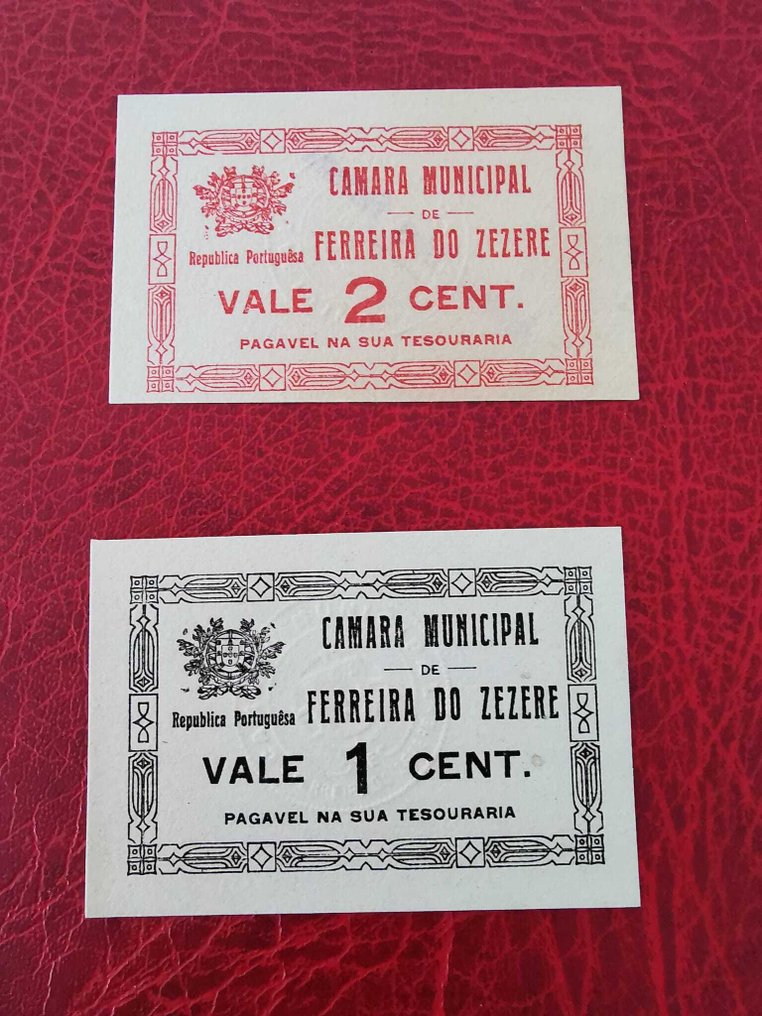 CAMARA MUNICIPAL
DE
FERREIRA DO ZEZERE
Republica Portuguêsa
VALE 2 CENT.
PAGAVEL NA SUA TESOURARIA
CAMARA MUNICIPAL
DE
FERREIRA DO ZEZERE
Republica Portuguêsa
VALE 1 CENT.
PAGAVEL NA SUA TESOURARIA